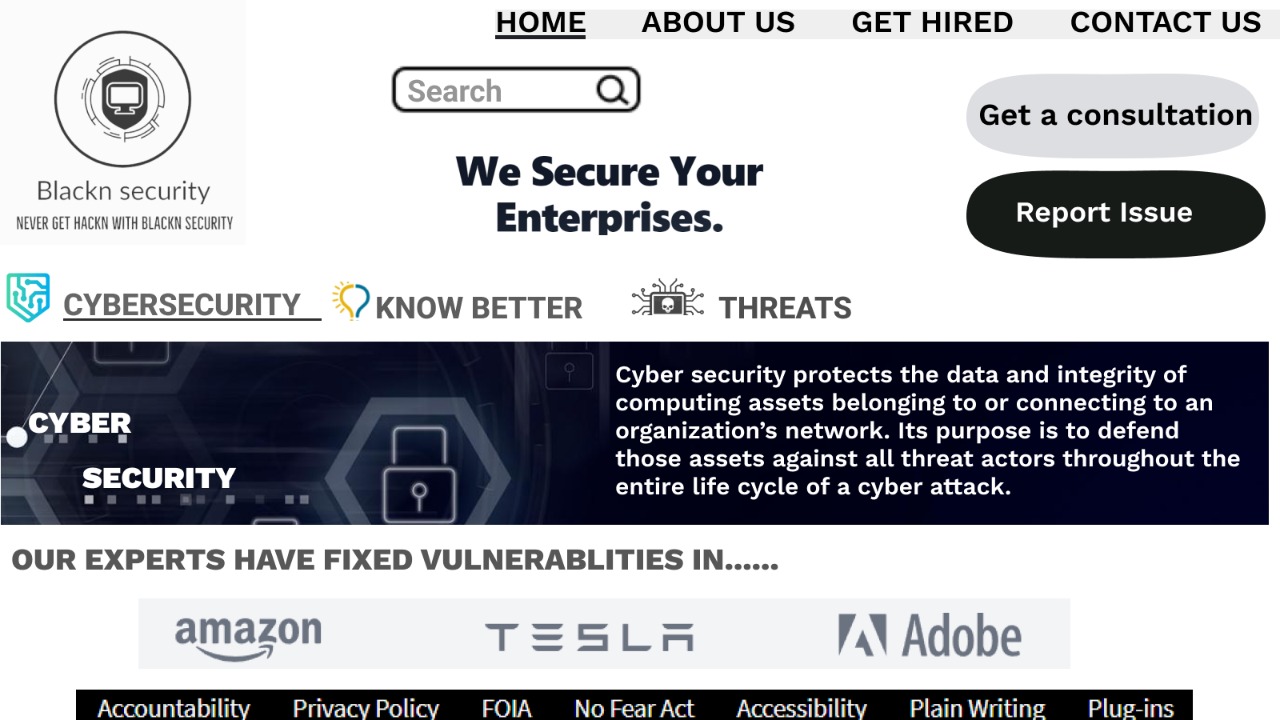 HOME ABOUT US GET HIRED CONTACT US
Search
Get a consultation
We Secure Your
Enterprises.
Report Issue
Blackn security
NEVER GET HACKN WITH BLACKN SECURITY
CYBERSECURITY KNOW BETTER THREATS
CYBER
SECURITY
Cyber security protects the data and integrity of
computing assets belonging to or connecting to an
organization’s network. Its purpose is to defend
those assets against all threat actors throughout the
entire life cycle of a cyber attack.
OUR EXPERTS HAVE FIXED VULNERABLITIES IN......
amazon TESLA Adobe
Accountability Privacy Policy FOIA No Fear Act Accessibility Plain Writing Plug-ins